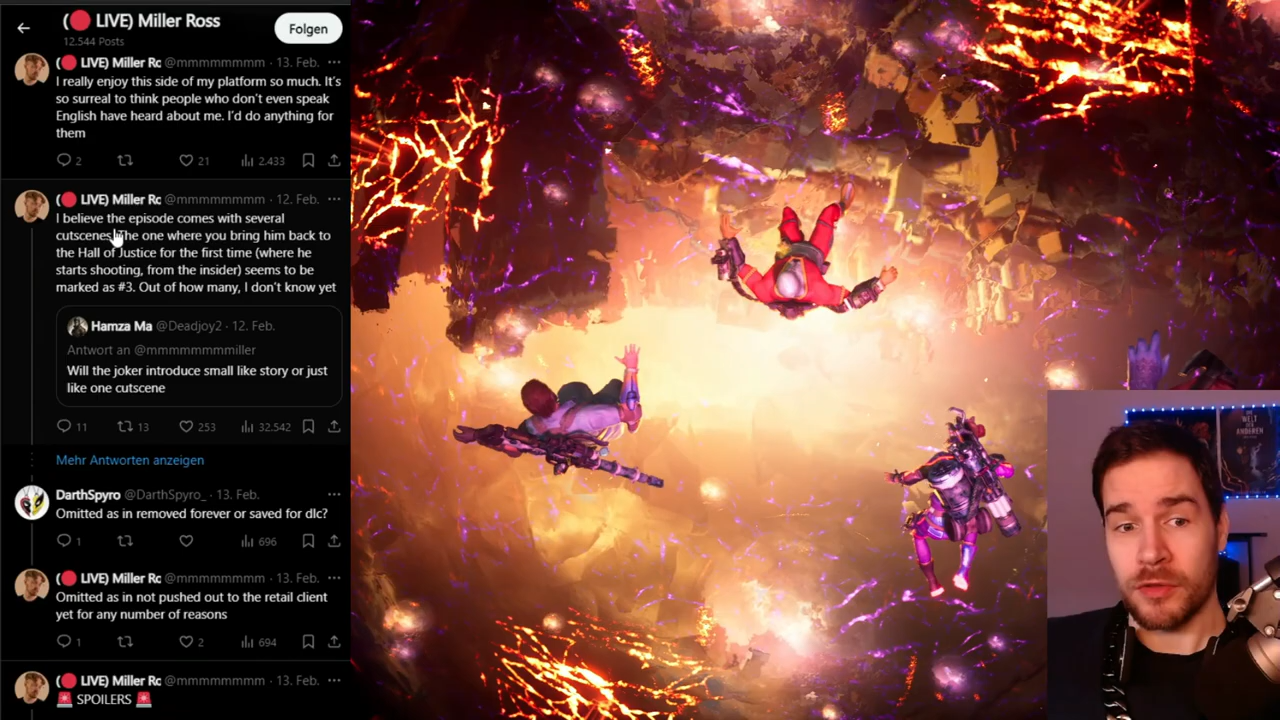 (🔴 LIVE) Miller Ross
12.544 Posts
Folgen
(🔴 LIVE) Miller Rc @mmmmmmmm · 13. Feb.
I really enjoy this side of my platform so much. It's
so surreal to think people who don't even speak
English have heard about me. I'd do anything for
them
2
21
2.433
(🔴 LIVE) Miller Rc @mmmmmmmm · 12. Feb.
I believe the episode comes with several
cutscenes. The one where you bring him back to
the Hall of Justice for the first time (where he
starts shooting, from the insider) seems to be
marked as #3. Out of how many, I don't know yet
Hamza Ma @Deadjoy2 · 12. Feb.
Antwort an @mmmmmmmmiller
Will the joker introduce small like story or just
like one cutscene
11
13
253
32.542
Mehr Antworten anzeigen
DarthSpyro @DarthSpyro_ · 13. Feb.
Omitted as in removed forever or saved for dlc?
1
696
(🔴 LIVE) Miller Rc @mmmmmmmm · 13. Feb.
Omitted as in not pushed out to the retail client
yet for any number of reasons
1
2
694
(🔴 LIVE) Miller Rc @mmmmmmmm · 13. Feb.
🚨 SPOILERS 🚨
WELT
DER
ANDEREN